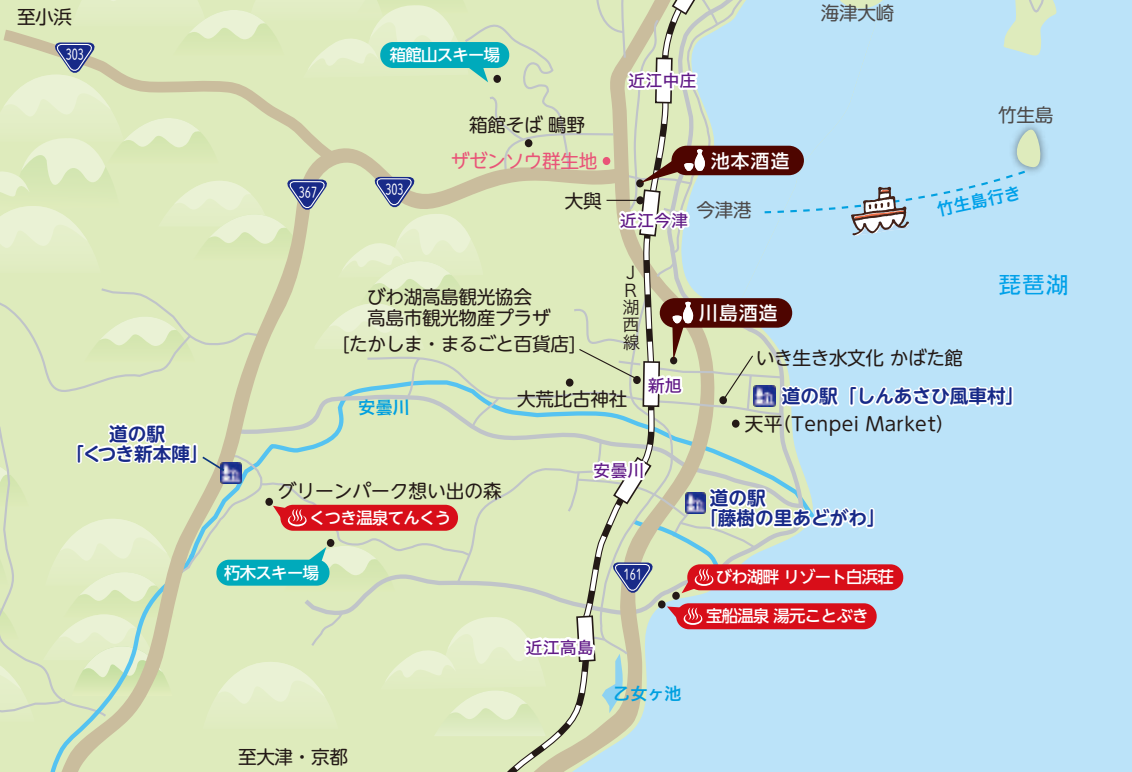 至小浜
海津大崎
303
箱館山スキー場
近江中庄
竹生島
箱館そば 鴫野
ザゼンソウ群生地
池本酒造
367
303
大與
近江今津
今津港
竹生島行き
JR湖西線
琵琶湖
びわ湖高島観光協会
高島市観光物産プラザ
[たかしま・まるごと百貨店]
川島酒造
いき生き水文化 かばた館
新旭
道の駅「しんあさひ風車村」
大荒比古神社
安曇川
天平(Tenpei Market)
道の駅
「くつき新本陣」
安曇川
グリーンパーク想い出の森
くつき温泉てんくう
道の駅
「藤樹の里あどがわ」
朽木スキー場
161
びわ湖畔 リゾート白浜荘
宝船温泉 湯元ことぶき
近江高島
乙女ヶ池
至大津・京都